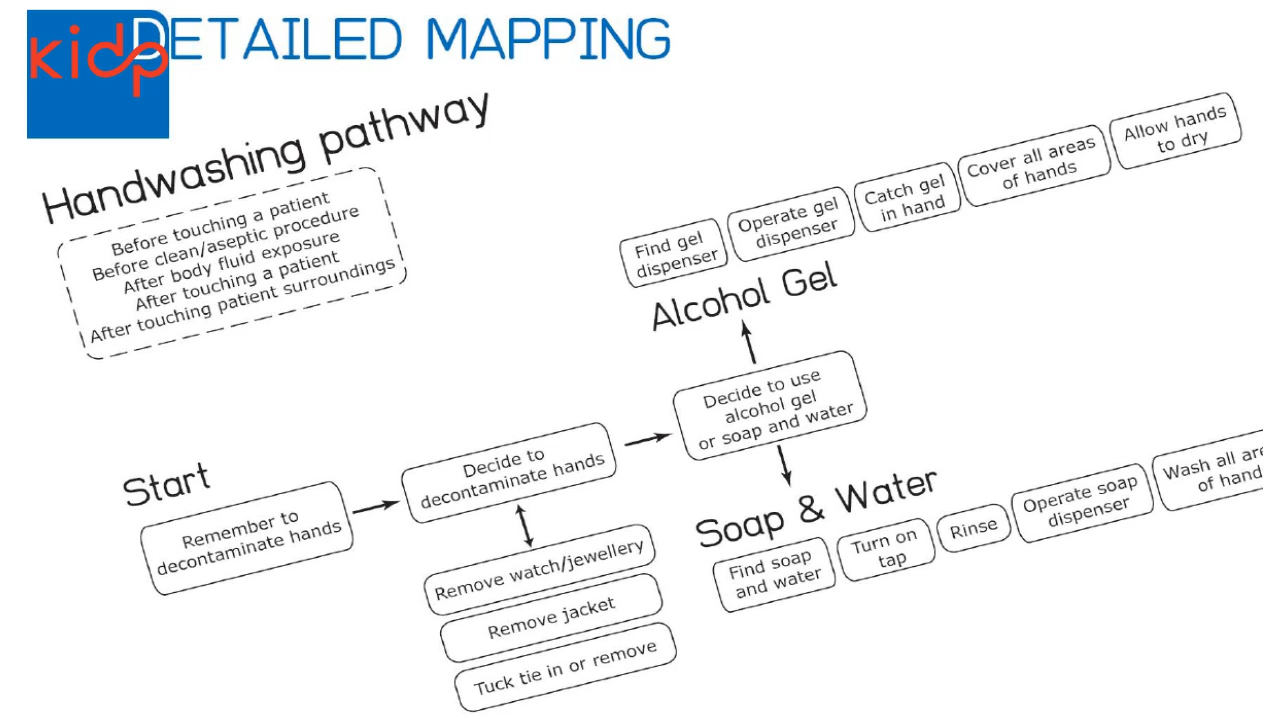 kidp
DETAILED MAPPING
Handwashing pathway
Before touching a patient
Before clean/aseptic procedure
After body fluid exposure
After touching a patient
After touching patient surroundings
Start
Remember to
decontaminate hands
Decide to
decontaminate hands
Remove watch/jewellery
Remove jacket
Tuck tie in or remove
Decide to use
alcohol gel
or soap and water
Alcohol Gel
Find gel
dispenser
Operate gel
dispenser
Catch gel
in hand
Cover all areas
of hands
Allow hands
to dry
Soap & Water
Find soap
and water
Turn on
tap
Rinse
Operate soap
dispenser
Wash all
of